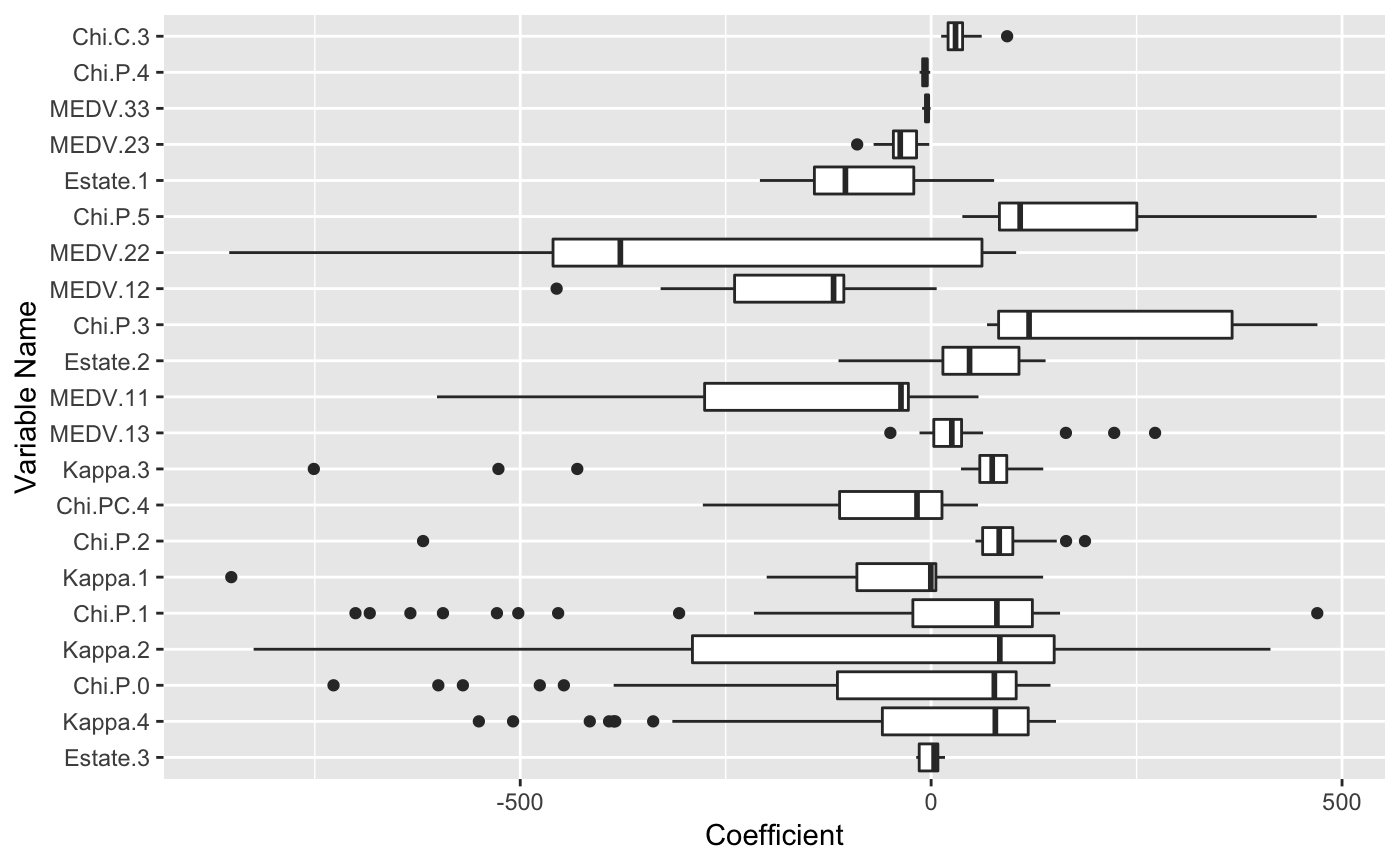 Chi.C.3
Chi.P.4
MEDV.33
MEDV.23
Estate.1
Chi.P.5
MEDV.22
MEDV.12
Chi.P.3
Estate.2
MEDV.11
MEDV.13
Kappa.3
Chi.PC.4
Chi.P.2
Kappa.1
Chi.P.1
Kappa.2
Chi.P.0
Kappa.4
Estate.3
Variable Name
-500 0 500
Coefficient